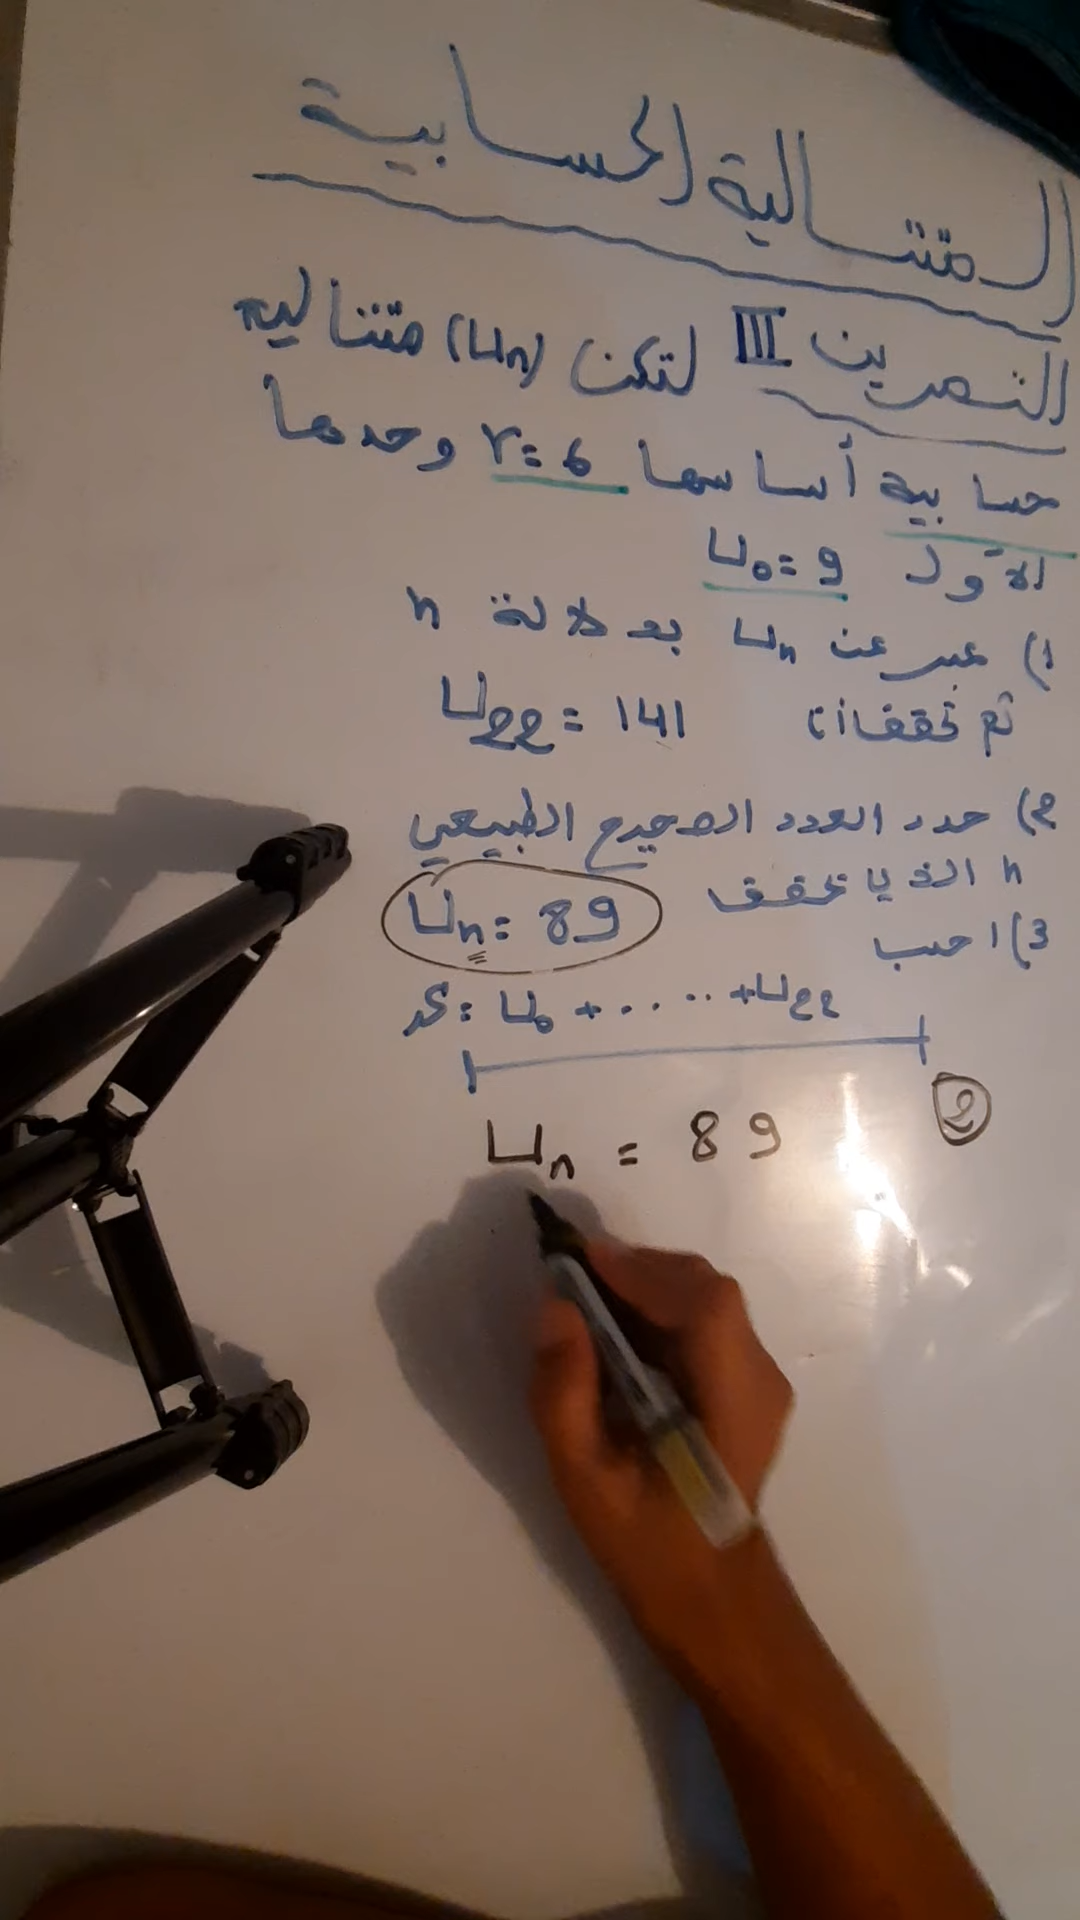 المتتالية الحسابية
التمرين III لتكن (Un) متتالية
حسابية أساسها r=6 وحدها
الأول U0=9
1) عبر عن Un بدلالة n
ثم تحقق أن U22 = 141
2) حدد العدد الصحيح الطبيعي
n الذي يحقق Un = 89
3) احسب
U0 + ..... + U22
② Un = 89